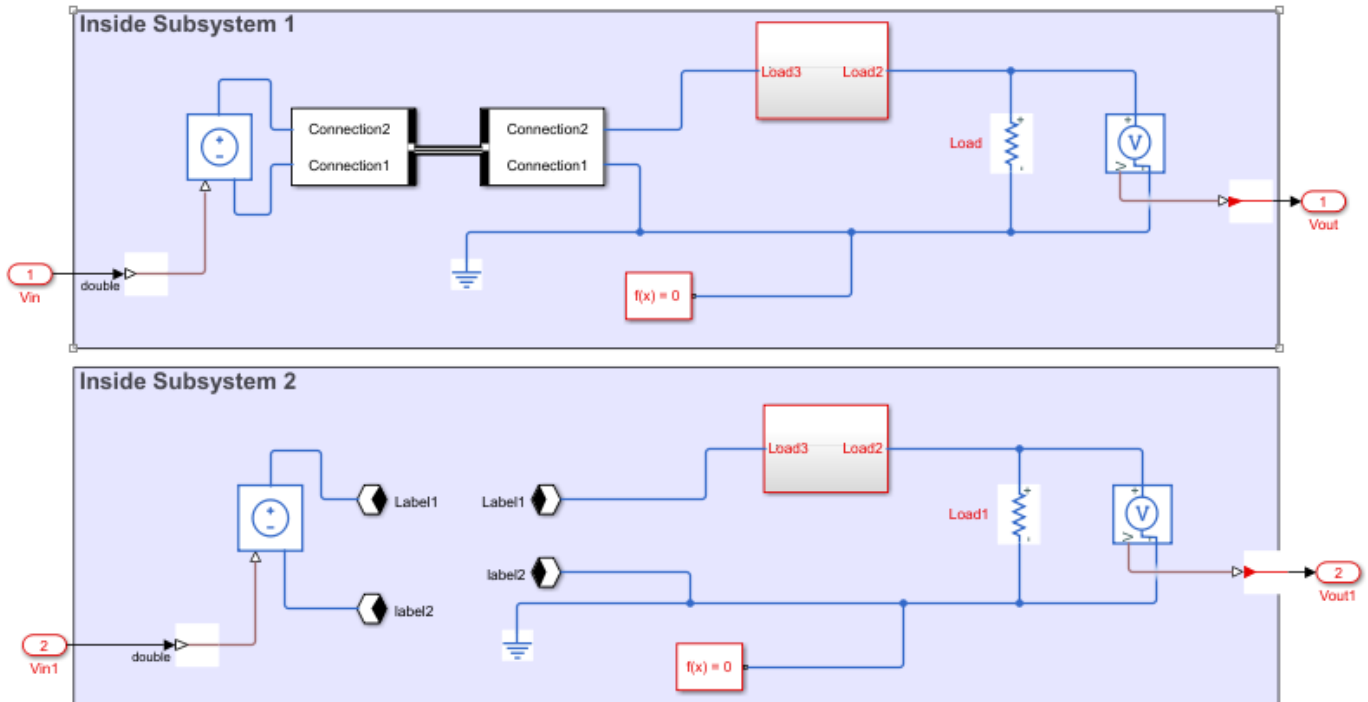 Inside Subsystem 1
Load3 Load2
Connection2 Connection2
+
+
+
-
Load
V
Connection1 Connection1
V
-
1
Vout
1
Vin
double
f(x) = 0
Inside Subsystem 2
Load3 Load2
+
-
Label1 Label1
+
Load1
+
V
V
-
label2
label2
2
Vout1
2
Vin1
double
f(x) = 0